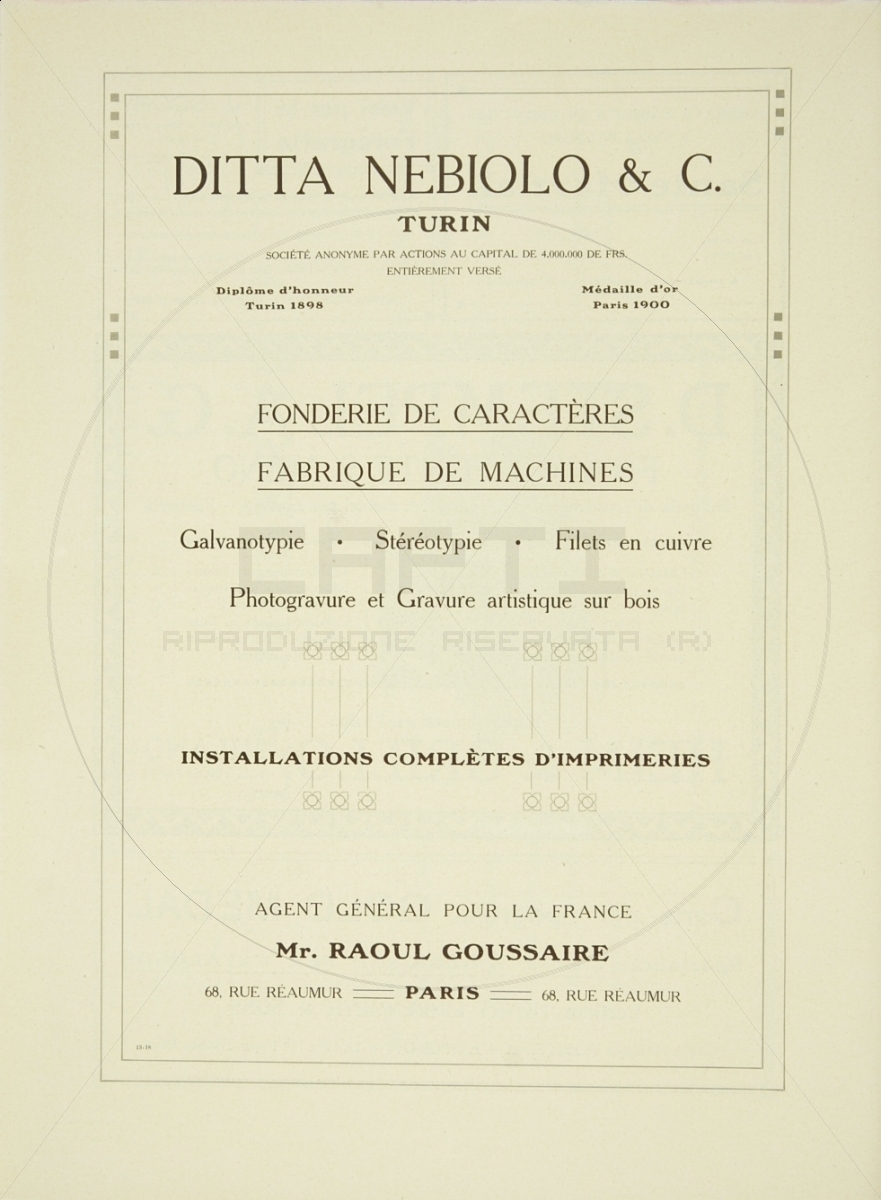 DITTA NEBIOLO & C.
TURIN
SOCIÉTÉ ANONYME PAR ACTIONS AU CAPITAL DE 4.000.000 DE FRS.
ENTIÈREMENT VERSÉ
Diplôme d'honneur
Turin 1898
Médaille d'or
Paris 1900
FONDERIE DE CARACTÈRES
FABRIQUE DE MACHINES
Galvanotypie • Stéréotypie • Filets en cuivre
CAPTI
Photogravure et Gravure artistique sur bois
RIPRODUZIONE RISERVATA (R)
INSTALLATIONS COMPLÈTES D'IMPRIMERIES
AGENT GÉNÉRAL POUR LA FRANCE
Mr. RAOUL GOUSSAIRE
68, RUE RÉAUMUR PARIS 68, RUE RÉAUMUR